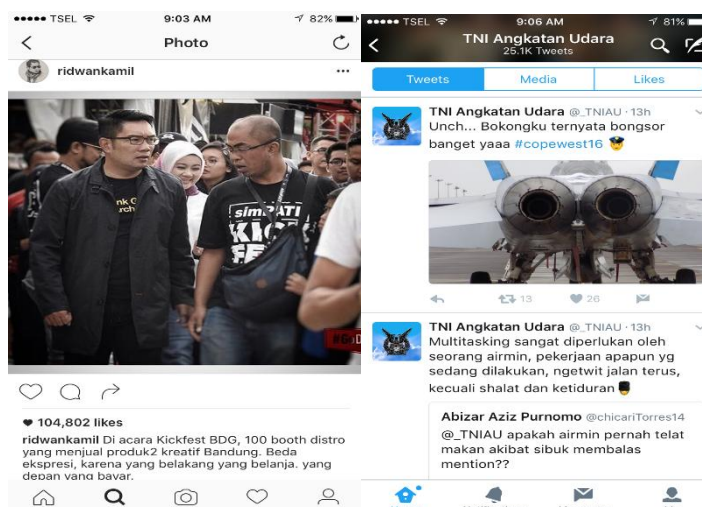 TSEL 9:03 AM 82%
Photo
ridwankamil
simPATI
KICK
FEST
104,802 likes
ridwankamil Di acara Kickfest BDG, 100 booth distro
yang menjual produk2 kreatif Bandung. Beda
ekspresi, karena yang belakang yang belanja. yang
depan yang bayar.
TSEL 9:06 AM 81%
TNI Angkatan Udara
25.1K Tweets
Tweets Media Likes
TNI Angkatan Udara @_TNIAU · 13h
Unch... Bokongku ternyata bongsor
banget yaaa #copewest16
13 26
TNI Angkatan Udara @_TNIAU · 13h
Multitasking sangat diperlukan oleh
seorang airmin, pekerjaan apapun yg
sedang dilakukan, ngetwit jalan terus,
kecuali shalat dan ketiduran
Abizar Aziz Purnomo @chicariTorres14
@_TNIAU apakah airmin pernah telat
makan akibat sibuk membalas
mention??